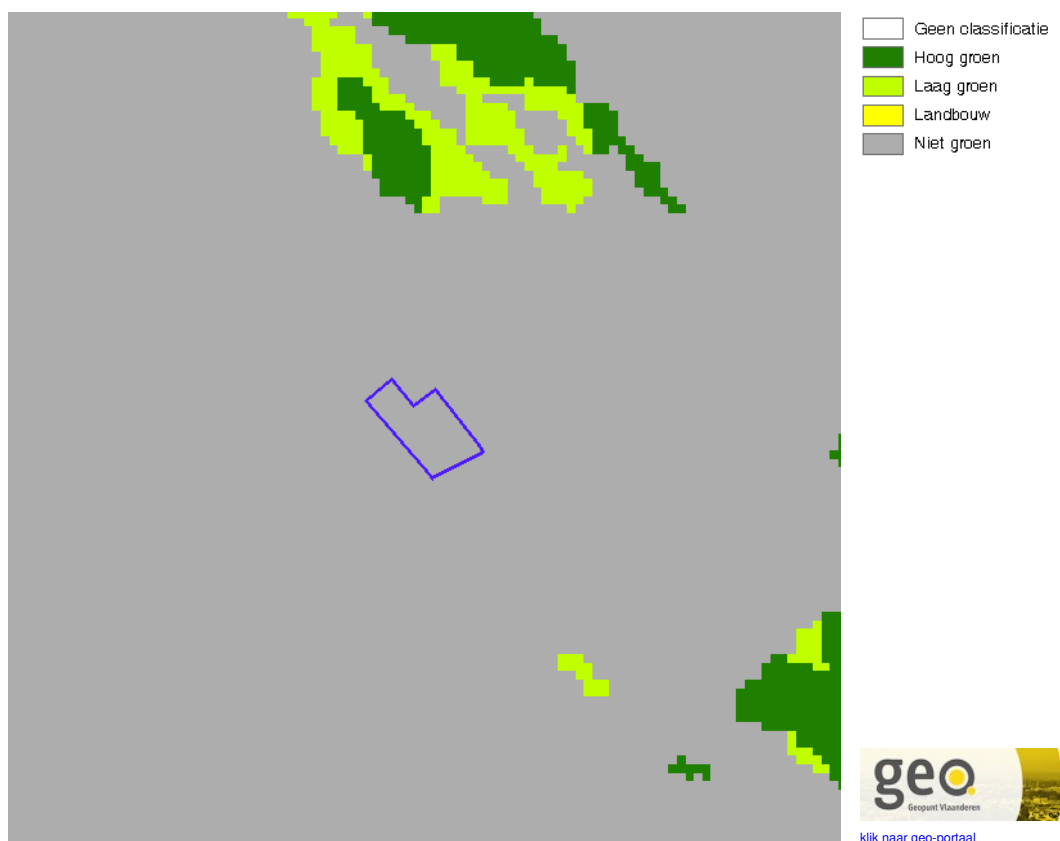 Geen classificatie
Hoog groen
Laag groen
Landbouw
Niet groen
geo
Geopunt Vlaanderen
klik naar geo-portaal